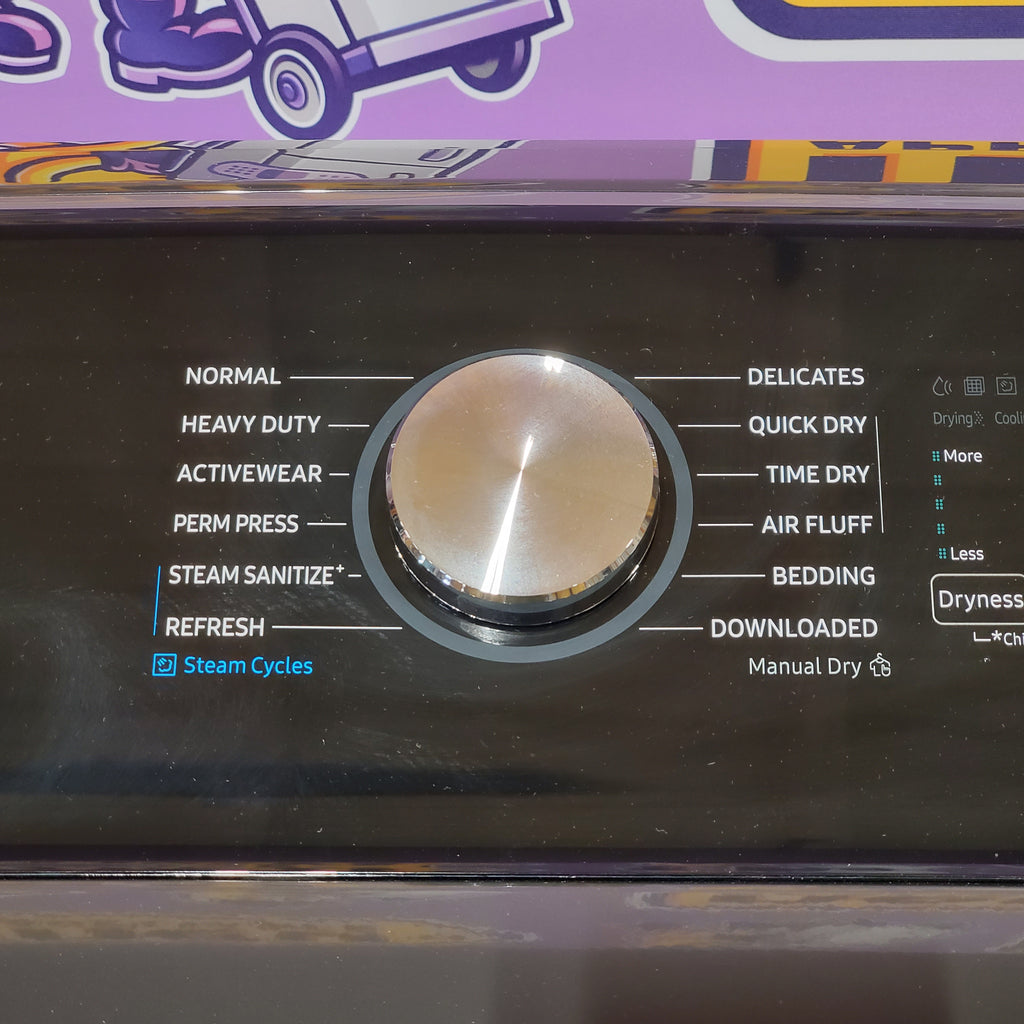 NORMAL
HEAVY DUTY
ACTIVEWEAR
PERM PRESS
STEAM SANITIZE+
REFRESH
Steam Cycles
DELICATES
QUICK DRY
TIME DRY
AIR FLUFF
BEDDING
DOWNLOADED
Manual Dry
Drying
More
Less
Dryness